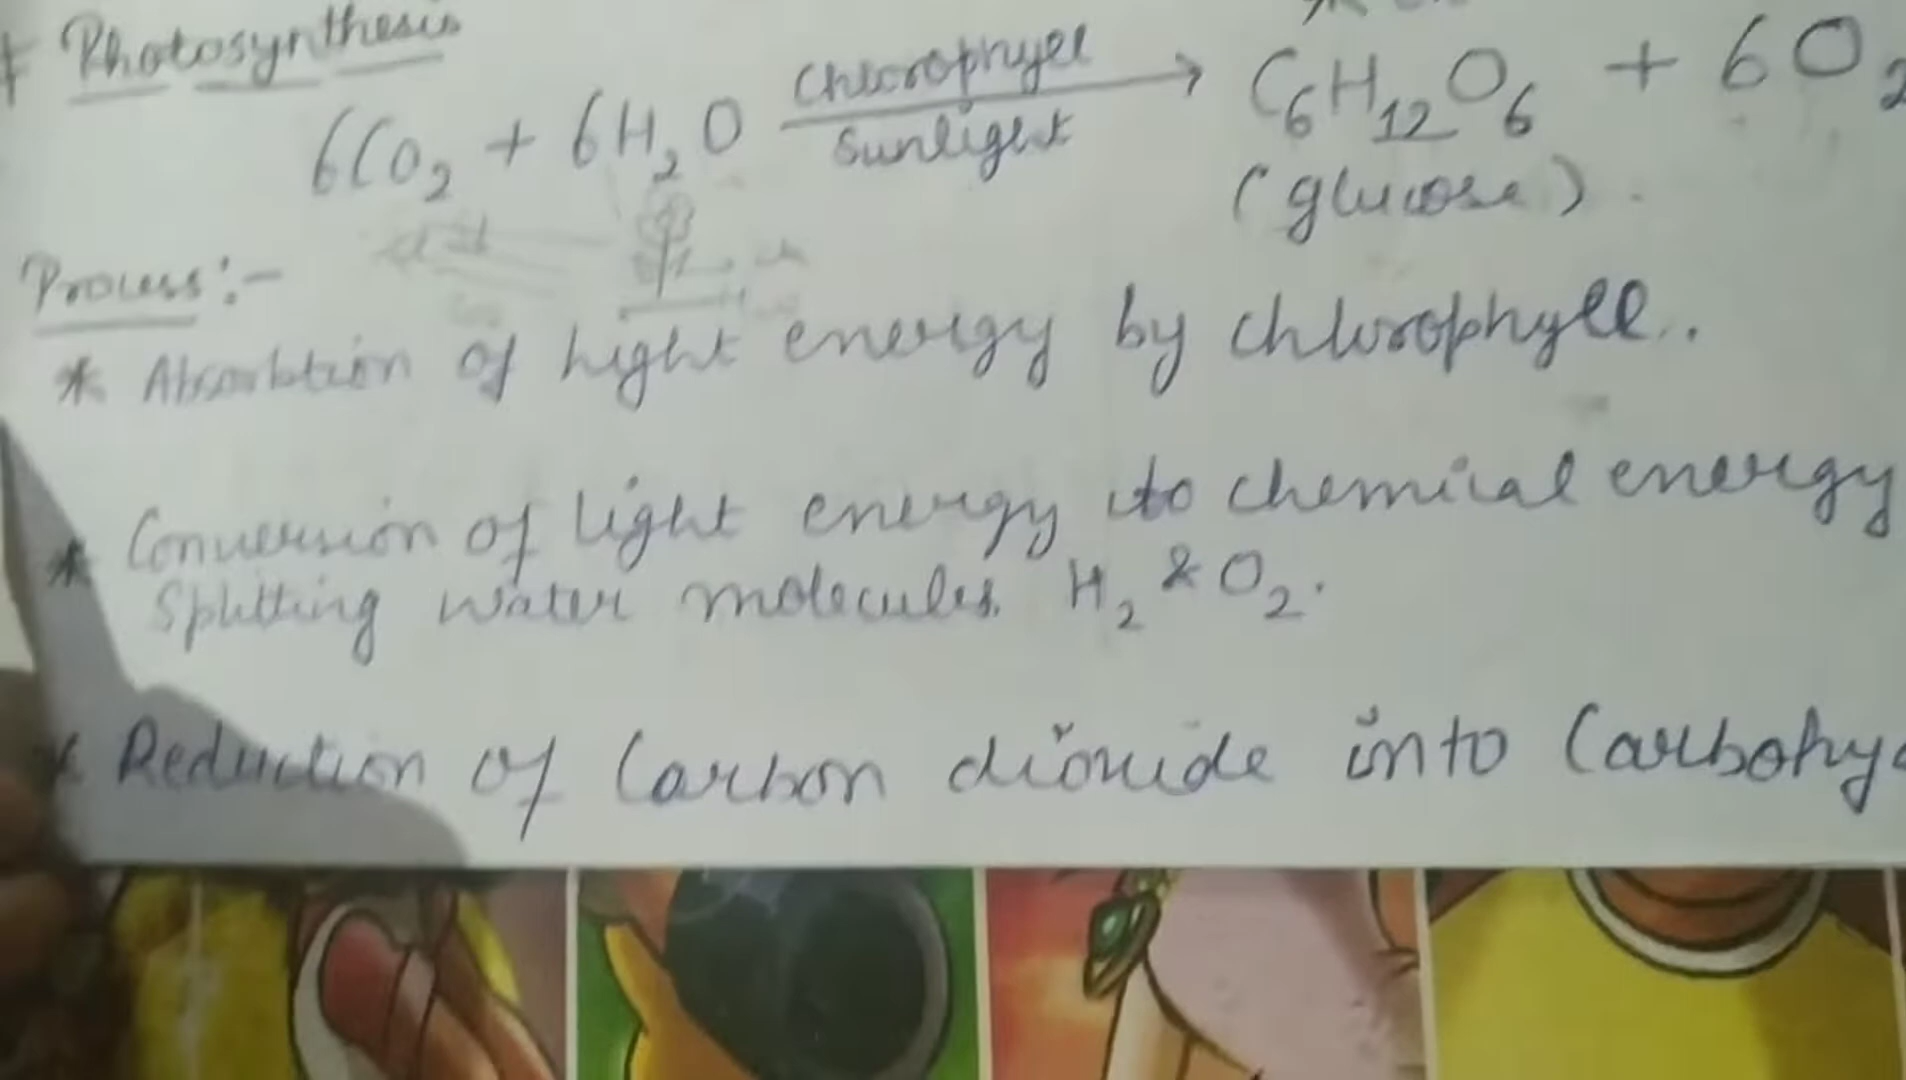 Photosynthesis
6CO2 + 6H2O Chlorophyll Sunlight → C6H12O6 + 6O2
(glucose).
Process:-
* Absorbtion of light energy by chlorophyll.
* Conversion of light energy to chemical energy
Splitting water molecules. H2 & O2.
* Reduction of Carbon dioxide into Carbohyd